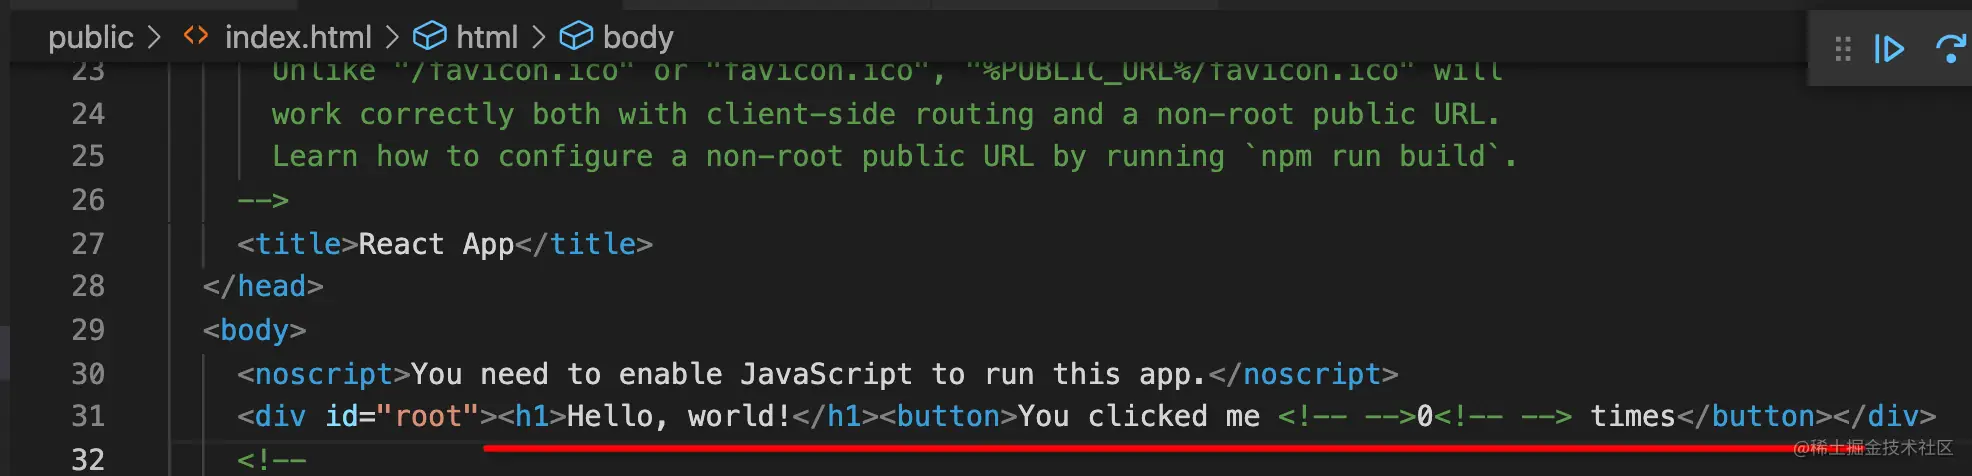 public > index.html > html > body
23 Unlike "/favicon.ico" or "favicon.ico", "%PUBLIC_URL%/favicon.ico" will
24 work correctly both with client-side routing and a non-root public URL.
25 Learn how to configure a non-root public URL by running `npm run build`.
26 -->
27 <title>React App</title>
28 </head>
29 <body>
30 <noscript>You need to enable JavaScript to run this app.</noscript>
31 <div id="root"><h1>Hello, world!</h1><button>You clicked me <!-- -->0<!-- --> times</button></div>
32 <!--
@稀土掘金技术社区